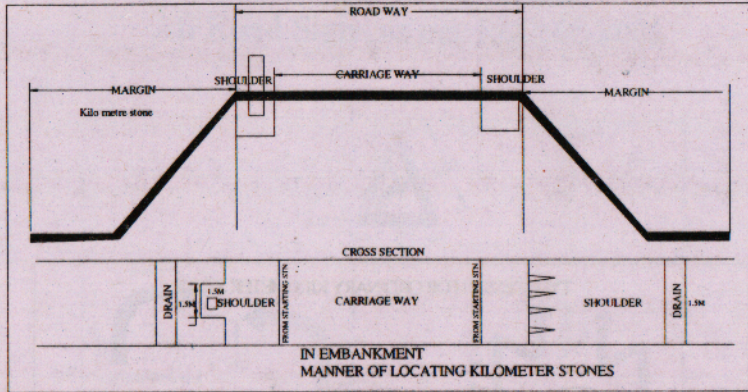 ROAD WAY
SHOULDER
CARRIAGE WAY
SHOULDER
MARGIN
MARGIN
Kilo metre stone
CROSS SECTION
DRAIN
1.5M
1.5M
SHOULDER
FROM STARTING STN
CARRIAGE WAY
FROM STARTING STN
SHOULDER
DRAIN
1.5M
IN EMBANKMENT
MANNER OF LOCATING KILOMETER STONES